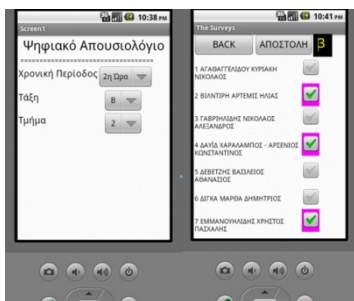 10:38 PM
Screen1
Ψηφιακό Απουσιολόγιο
Χρονική Περίοδος 2η Ώρα
Τάξη Β
Τμήμα 2
10:41 PM
The Surveys
BACK ΑΠΟΣΤΟΛΗ 3
1 ΑΓΑΘΑΓΓΕΛΙΔΟΥ ΚΥΡΙΑΚΗ
ΝΙΚΟΛΑΟΣ
2 ΒΙΛΝΤΙΡΗ ΑΡΤΕΜΙΣ ΗΛΙΑΣ
3 ΓΑΒΡΙΗΛΙΔΗΣ ΝΙΚΟΛΑΟΣ
ΑΛΕΞΑΝΔΡΟΣ
4 ΔΑΥΙΔ ΧΑΡΑΛΑΜΠΟΣ - ΑΡΣΕΝΙΟΣ
ΚΩΝΣΤΑΝΤΙΝΟΣ
5 ΔΕΒΕΤΖΗΣ ΒΑΣΙΛΕΙΟΣ
ΑΘΑΝΑΣΙΟΣ
6 ΔΙΓΚΑ ΜΑΡΘΑ ΔΗΜΗΤΡΙΟΣ
7 ΕΜΜΑΝΟΥΗΛΙΔΗΣ ΧΡΗΣΤΟΣ
ΠΑΣΧΑΛΗΣ